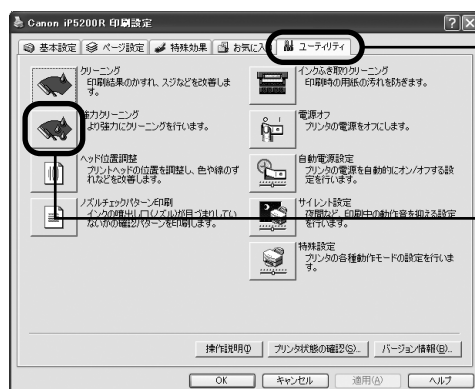 Canon iP5200R 印刷設定
基本設定 ページ設定 特殊効果 お気に入 ユーティリティ
クリーニング
印刷結果のかすれ、スジなどを改善しま
す。
強力クリーニング
より強力にクリーニングを行います。
ヘッド位置調整
プリントヘッドの位置を調整し、色や線のず
れなどを改善します。
ノズルチェックパターン印刷
インクの噴出し口(ノズル)が目づまりしてい
ないかの確認パターンを印刷します。
インクふき取りクリーニング
印刷時の用紙の汚れを防ぎます。
電源オフ
プリンタの電源をオフにします。
自動電源設定
プリンタの電源を自動的にオン/オフする設
定を行います。
サイレント設定
夜間など、印刷中の動作音を抑える設定
を行います。
特殊設定
プリンタの各種動作モードの設定を行いま
す。
操作説明(I) プリンタ状態の確認(S)... バージョン情報(B)...
OK キャンセル 適用(A) ヘルプ